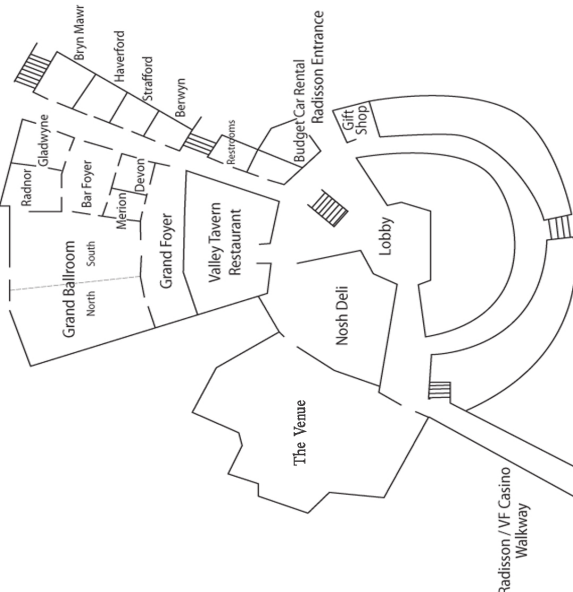 Bryn Mawr
Haverford
Strafford
Berwyn
Restrooms
Budget Car Rental
Radisson Entrance
Gift
Shop
Gladwyne
Radnor
Bar Foyer
Devon
Merion
Grand Ballroom
South
North
Grand Foyer
Valley Tavern
Restaurant
Lobby
Nosh Deli
The Venue
Radisson / VF Casino
Walkway